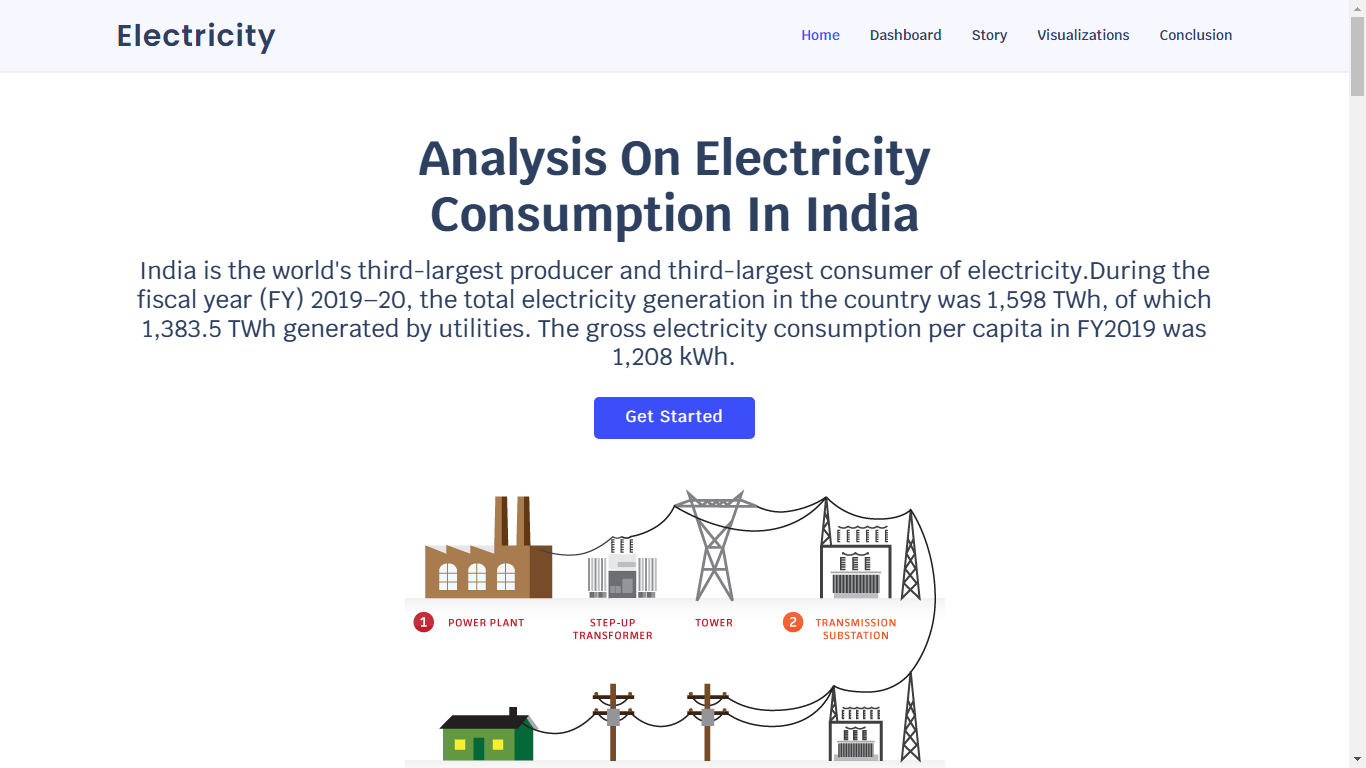 Electricity
Home Dashboard Story Visualizations Conclusion
Analysis On Electricity
Consumption In India
India is the world's third-largest producer and third-largest consumer of electricity.During the
fiscal year (FY) 2019–20, the total electricity generation in the country was 1,598 TWh, of which
1,383.5 TWh generated by utilities. The gross electricity consumption per capita in FY2019 was
1,208 kWh.
Get Started
1 POWER PLANT
STEP-UP
TRANSFORMER
TOWER
2 TRANSMISSION
SUBSTATION